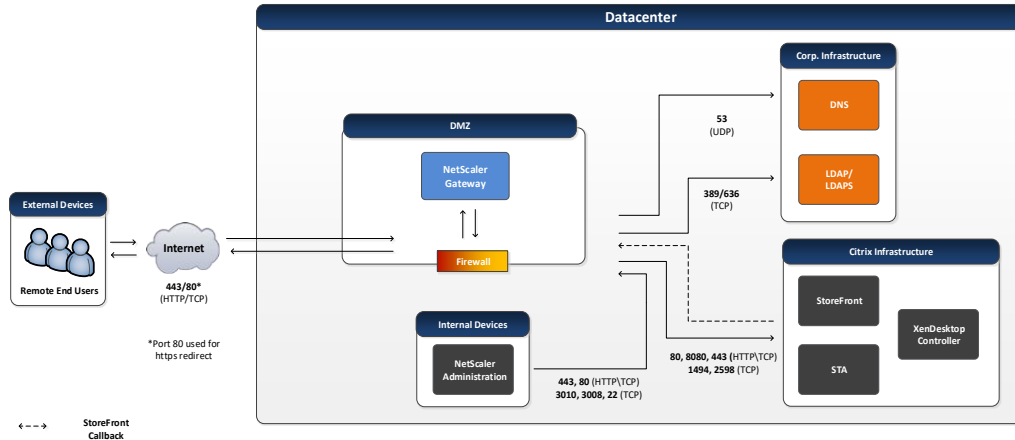 Datacenter
Corp. Infrastructure
DNS
53
(UDP)
DMZ
NetScaler
Gateway
LDAP/
LDAPS
389/636
(TCP)
External Devices
Internet
Remote End Users
Firewall
443/80*
(HTTP/TCP)
Citrix Infrastructure
StoreFront
XenDesktop
Controller
STA
*Port 80 used for
https redirect
Internal Devices
NetScaler
Administration
80, 8080, 443 (HTTP\TCP)
1494, 2598 (TCP)
443, 80 (HTTP\TCP)
3010, 3008, 22 (TCP)
StoreFront
Callback